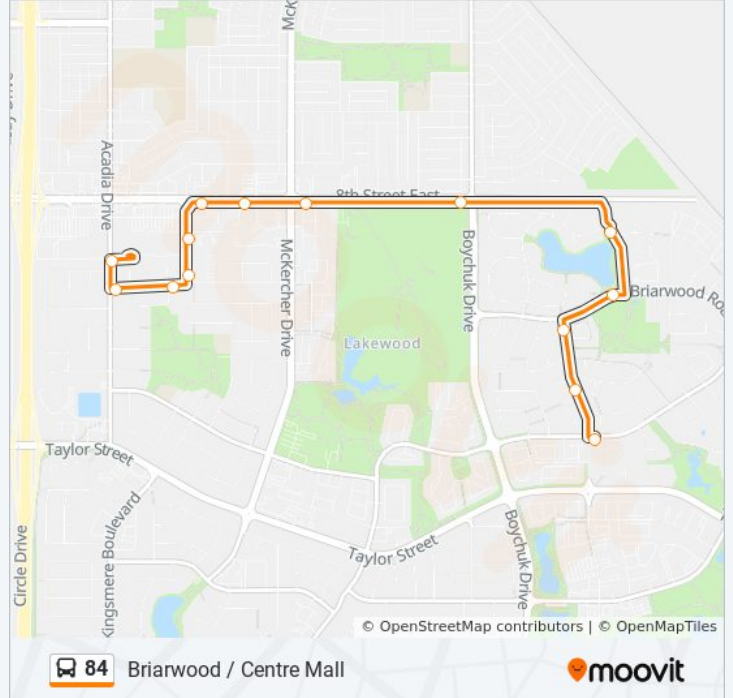 McK
Acadia Drive
8th Street East
McKercher Drive
Boychuk Drive
Briarwood Ro
Lakewood
Taylor Street
Kingsmere Boulevard
Circle Drive
Taylor Street
Boychuk Drive
© OpenStreetMap contributors | © OpenMapTiles
84 Briarwood / Centre Mall
moovit